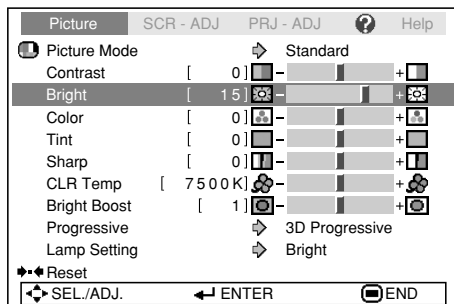 Picture SCR - ADJ PRJ - ADJ ? Help
Picture Mode Standard
Contrast [ 0] - +
Bright [ 15] - +
Color [ 0] - +
Tint [ 0] - +
Sharp [ 0] - +
CLR Temp [ 7500K] - +
Bright Boost [ 1] - +
Progressive 3D Progressive
Lamp Setting Bright
Reset
SEL./ADJ. ENTER END